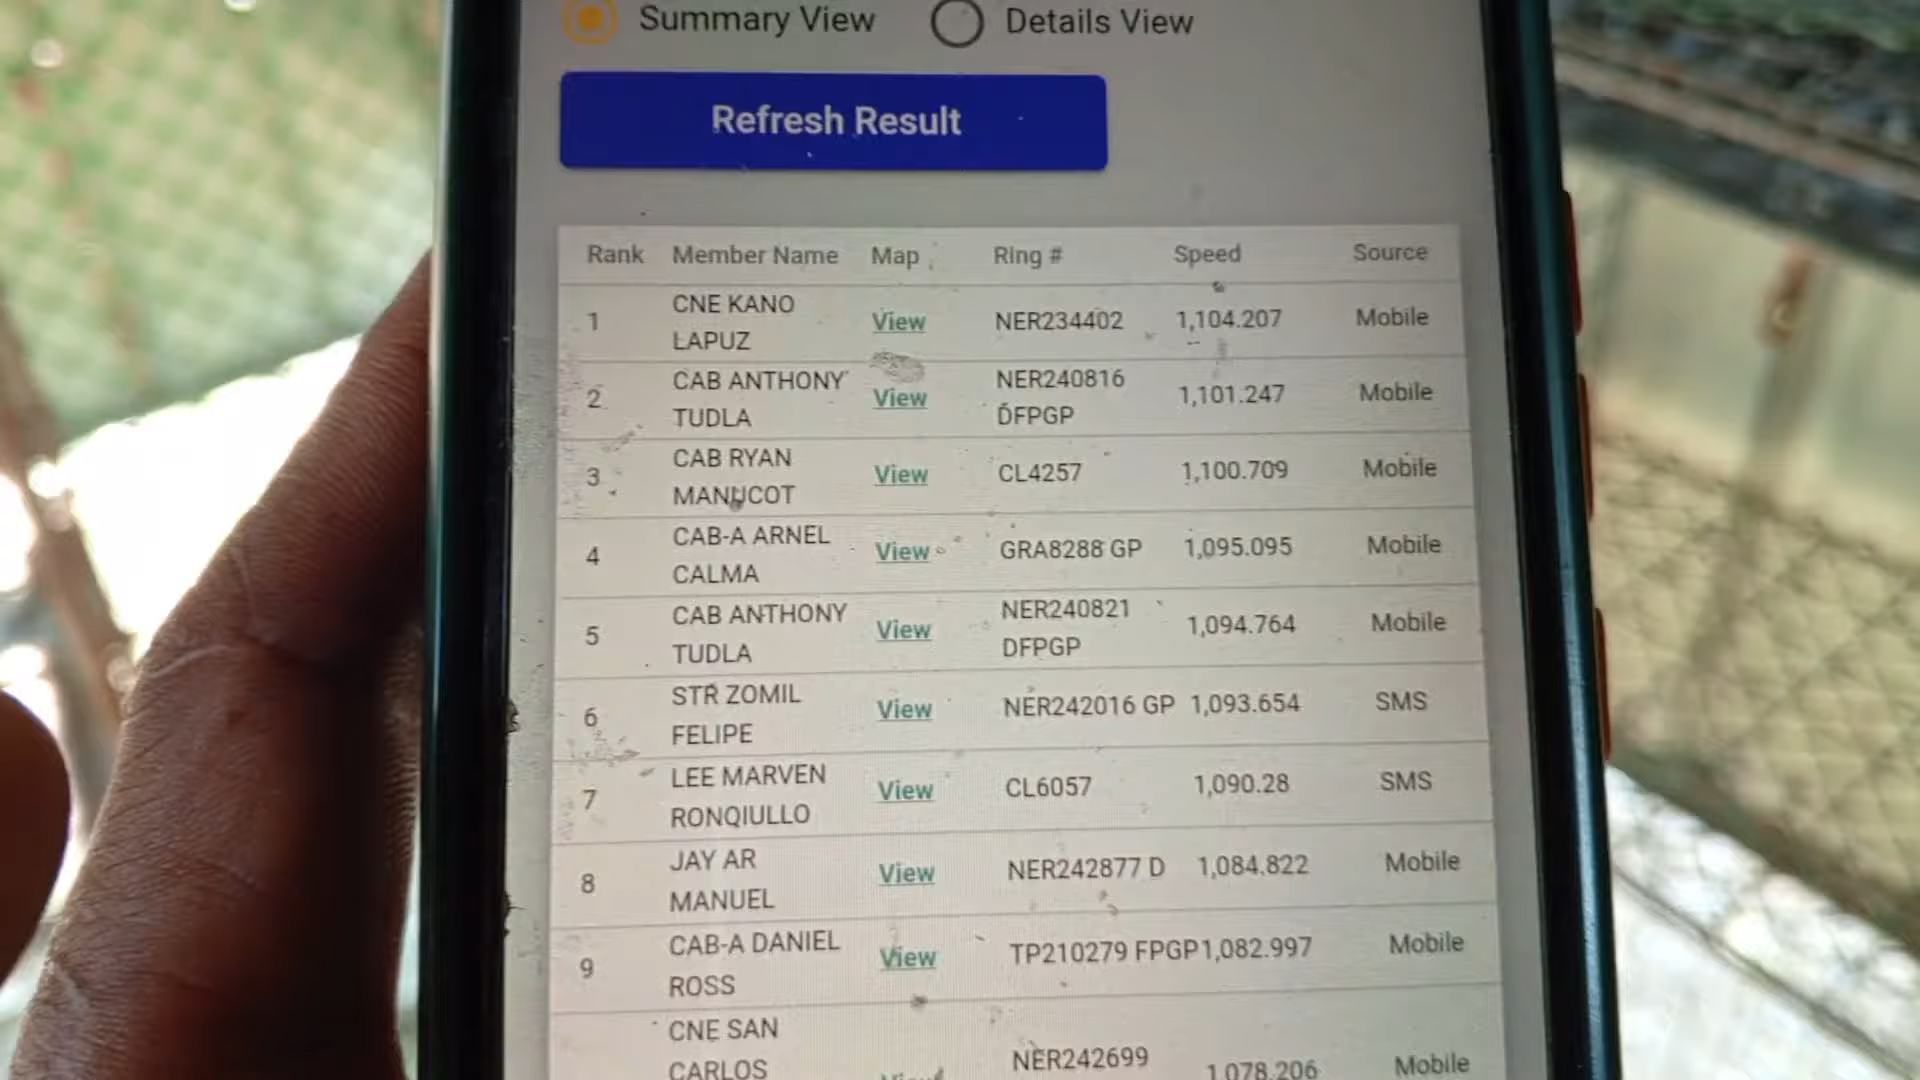 Summary View Details View
Refresh Result
Rank Member Name Map Ring # Speed Source
1 CNE KANO LAPUZ View NER234402 1,104.207 Mobile
2 CAB ANTHONY TUDLA View NER240816 DFPGP 1,101.247 Mobile
3 CAB RYAN MANUCOT View CL4257 1,100.709 Mobile
4 CAB-A ARNEL CALMA View GRA8288 GP 1,095.095 Mobile
5 CAB ANTHONY TUDLA View NER240821 DFPGP 1,094.764 Mobile
6 STR ZOMIL FELIPE View NER242016 GP 1,093.654 SMS
7 LEE MARVEN RONQIULLO View CL6057 1,090.28 SMS
8 JAY AR MANUEL View NER242877 D 1,084.822 Mobile
9 CAB-A DANIEL ROSS View TP210279 FPGP 1,082.997 Mobile
CNE SAN CARLOS View NER242699 1,078.206 Mobile